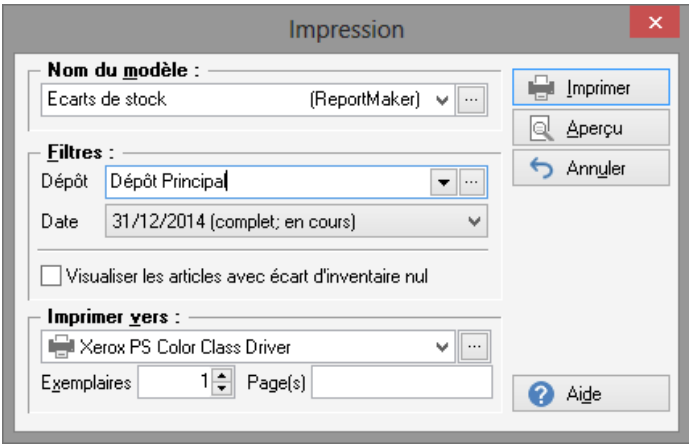 Impression
Nom du modèle :
Ecarts de stock (ReportMaker)
Imprimer
Aperçu
Annuler
Filtres :
Dépôt Dépôt Principal
Date 31/12/2014 (complet; en cours)
Visualiser les articles avec écart d'inventaire nul
Imprimer vers :
Xerox PS Color Class Driver
Exemplaires 1 Page(s)
Aide